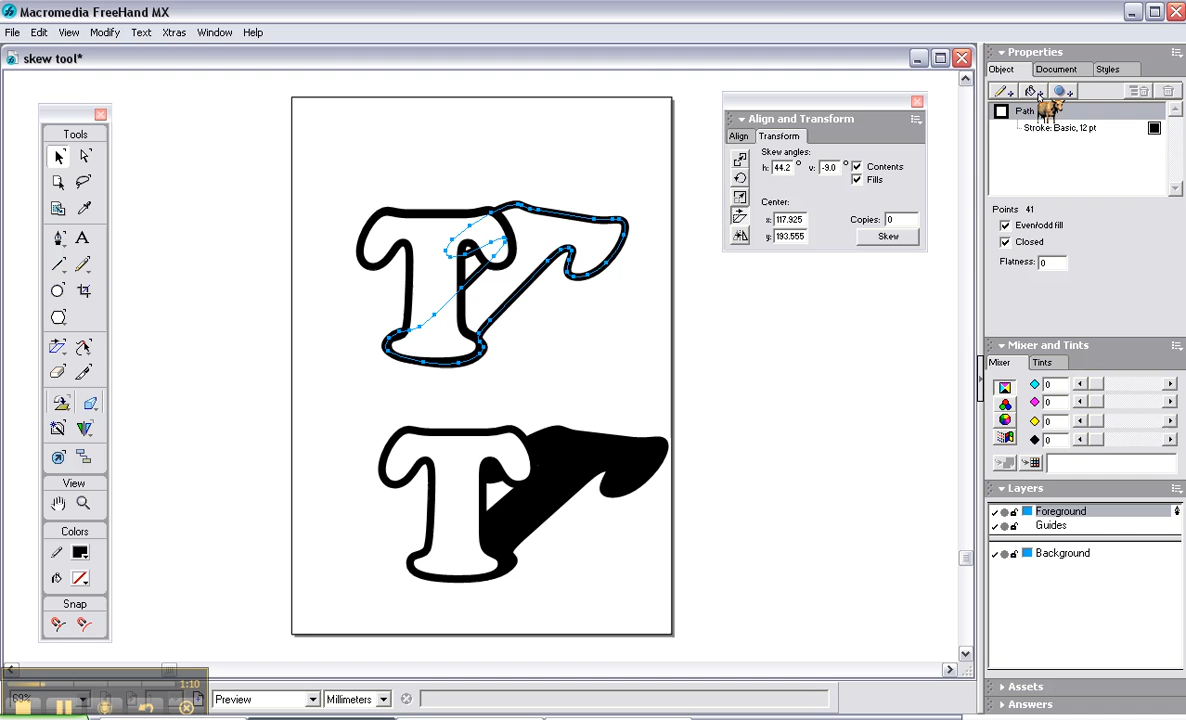 Macromedia FreeHand MX
File Edit View Modify Text Xtras Window Help
skew tool*
Tools
View
Colors
Snap
T
T
Align and Transform
Align Transform
Skew angles:
h: 44.2 ° v: -9.0 ° Contents
Fills
Center:
x: 117.925 Copies: 0
y: 193.555 Skew
Properties
Object Document Styles
Path
Stroke: Basic, 12 pt
Points 41
Even/odd fill
Closed
Flatness: 0
Mixer and Tints
Mixer Tints
0
0
0
0
Layers
Foreground
Guides
Background
Assets
Answers
1:10
69%
Preview Millimeters